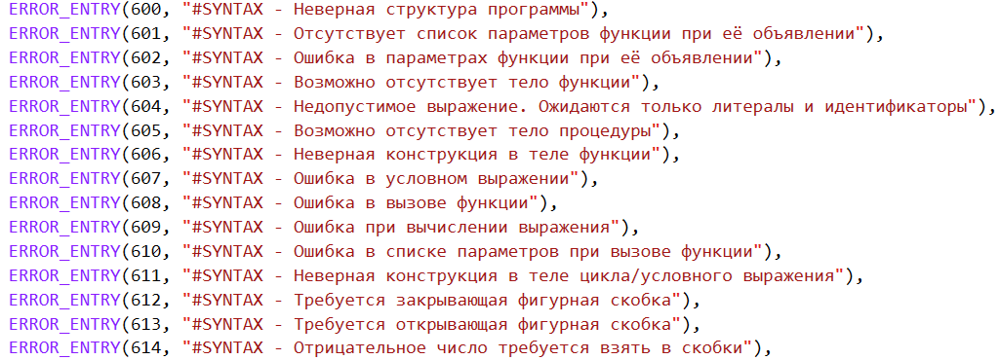 ERROR_ENTRY(600, "#SYNTAX - Неверная структура программы"),
ERROR_ENTRY(601, "#SYNTAX - Отсутствует список параметров функции при её объявлении"),
ERROR_ENTRY(602, "#SYNTAX - Ошибка в параметрах функции при её объявлении"),
ERROR_ENTRY(603, "#SYNTAX - Возможно отсутствует тело функции"),
ERROR_ENTRY(604, "#SYNTAX - Недопустимое выражение. Ожидаются только литералы и идентификаторы"),
ERROR_ENTRY(605, "#SYNTAX - Возможно отсутствует тело процедуры"),
ERROR_ENTRY(606, "#SYNTAX - Неверная конструкция в теле функции"),
ERROR_ENTRY(607, "#SYNTAX - Ошибка в условном выражении"),
ERROR_ENTRY(608, "#SYNTAX - Ошибка в вызове функции"),
ERROR_ENTRY(609, "#SYNTAX - Ошибка при вычислении выражения"),
ERROR_ENTRY(610, "#SYNTAX - Ошибка в списке параметров при вызове функции"),
ERROR_ENTRY(611, "#SYNTAX - Неверная конструкция в теле цикла/условного выражения"),
ERROR_ENTRY(612, "#SYNTAX - Требуется закрывающая фигурная скобка"),
ERROR_ENTRY(613, "#SYNTAX - Требуется открывающая фигурная скобка"),
ERROR_ENTRY(614, "#SYNTAX - Отрицательное число требуется взять в скобки"),